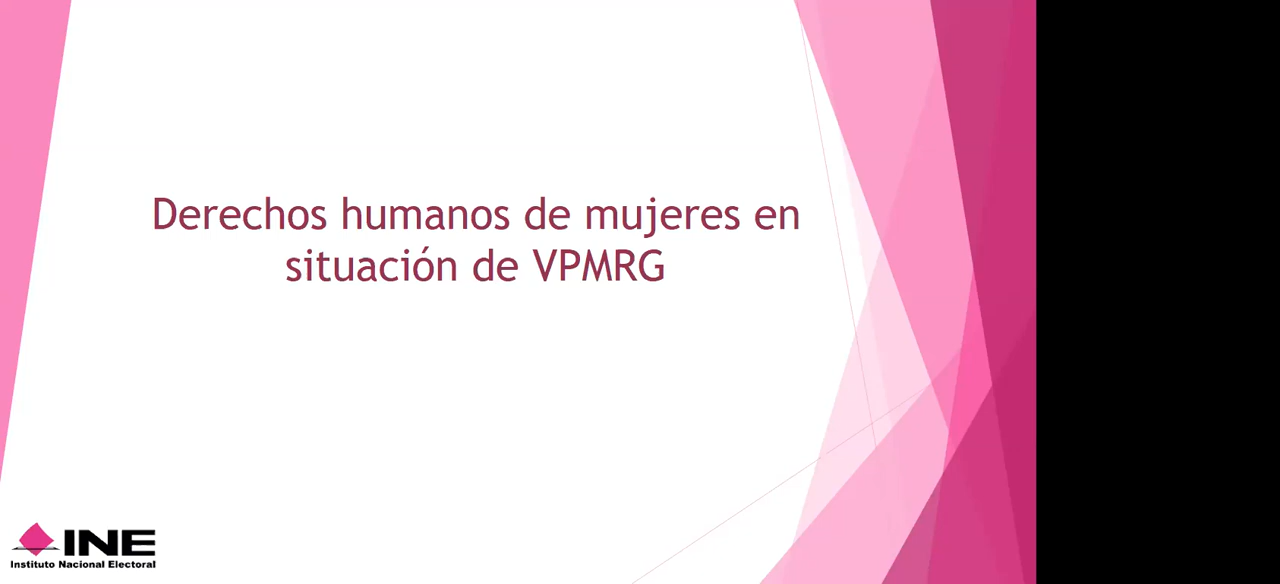 Derechos humanos de mujeres en
situación de VPMRG
INE
Instituto Nacional Electoral